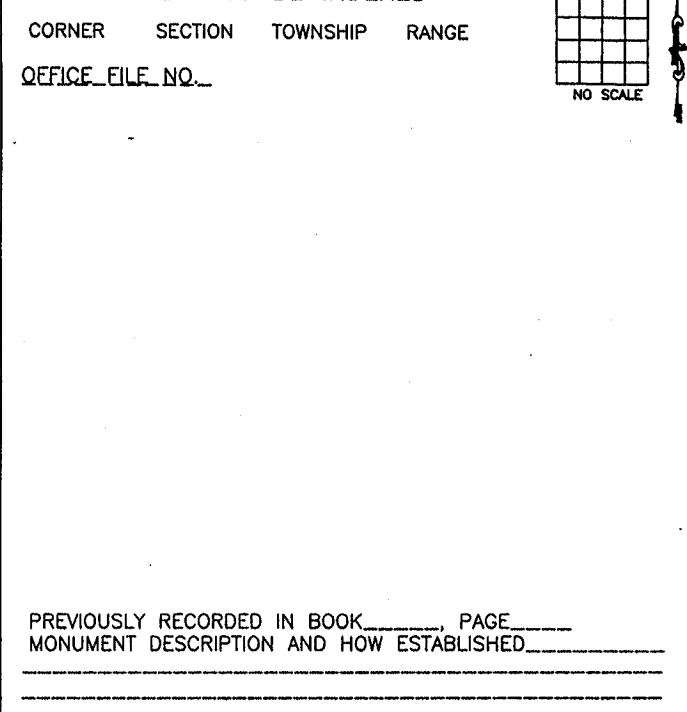 CORNER SECTION TOWNSHIP RANGE
OFFICE FILE NO._
NO SCALE
PREVIOUSLY RECORDED IN BOOK______, PAGE_____
MONUMENT DESCRIPTION AND HOW ESTABLISHED___________